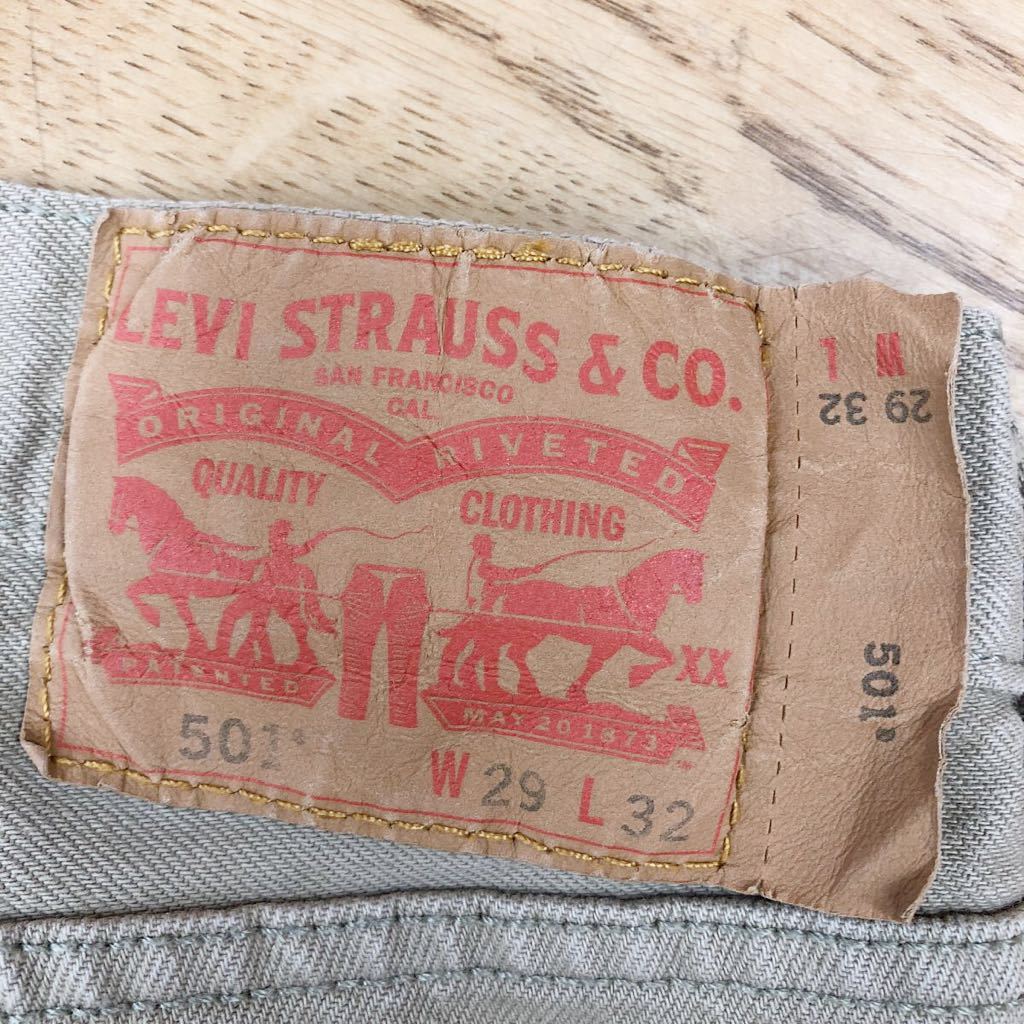 LEVI STRAUSS & CO.
SAN FRANCISCO
CAL.
ORIGINAL RIVETED
QUALITY CLOTHING
XX
PATENTED
MAY 20 1873
™
501®
W 29 L 32
L W
29 32
501®